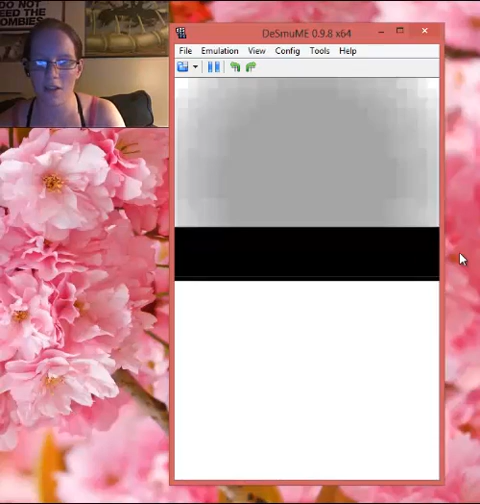 DO NOT
FEED THE
ZOMBIES
DeSmuME 0.9.8 x64
File Emulation View Config Tools Help